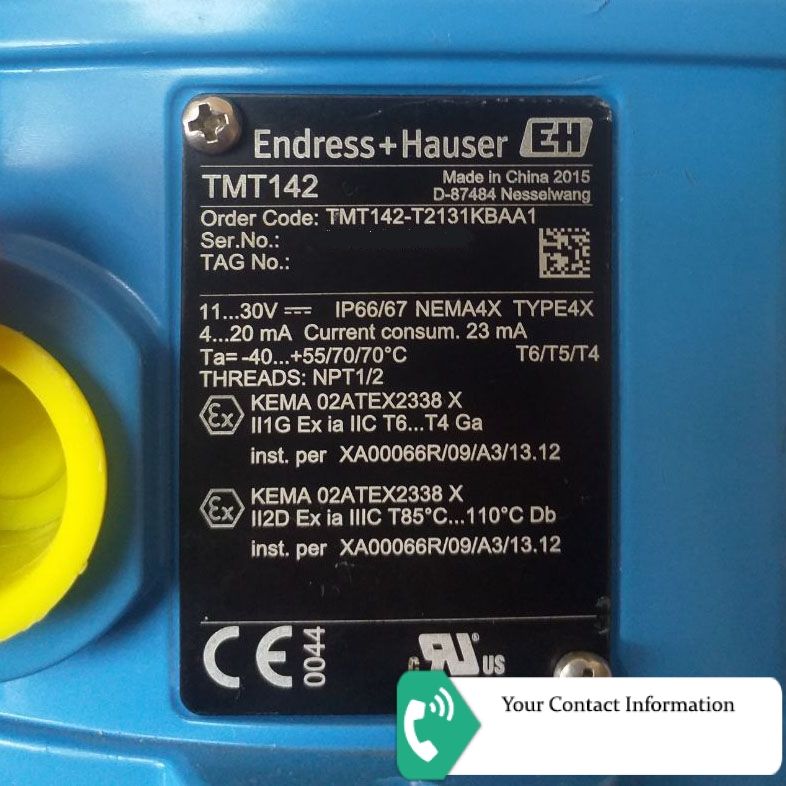 Endress+Hauser EH
TMT142
Made in China 2015
D-87484 Nesselwang
Order Code: TMT142-T2131KBAA1
Ser.No.:
TAG No.:
11...30V ⎓ IP66/67 NEMA4X TYPE4X
4...20 mA Current consum. 23 mA
Ta= -40...+55/70/70°C T6/T5/T4
THREADS: NPT1/2
Ex KEMA 02ATEX2338 X
II1G Ex ia IIC T6...T4 Ga
inst. per XA00066R/09/A3/13.12
Ex KEMA 02ATEX2338 X
II2D Ex ia IIIC T85°C...110°C Db
inst. per XA00066R/09/A3/13.12
CE 0044
c RU US
Your Contact Information